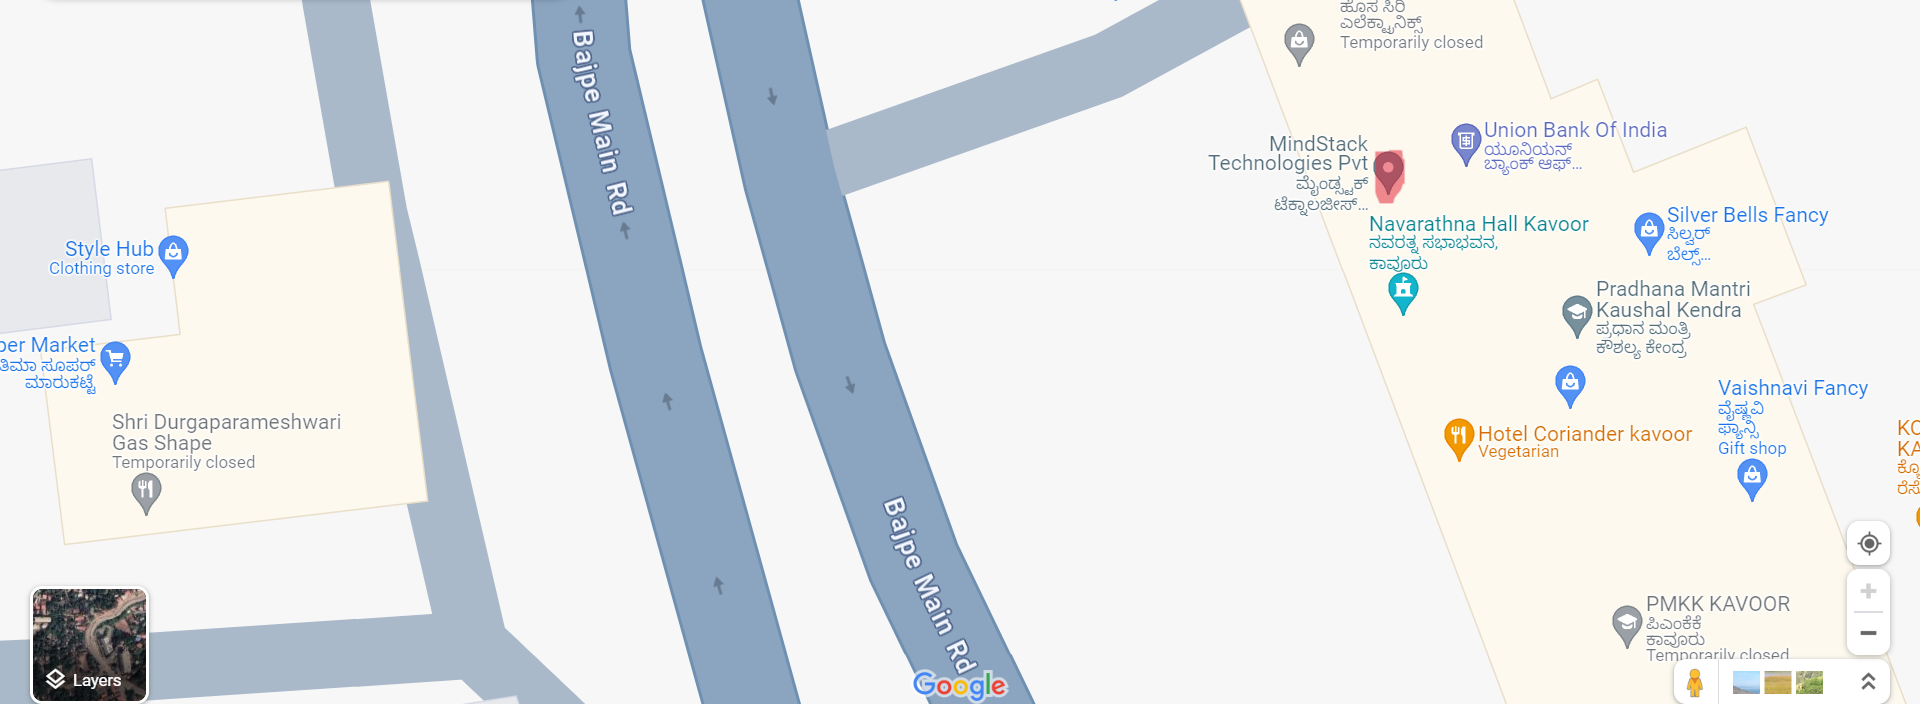 ಹೊಸ ಸಿರಿ
ಎಲೆಕ್ಟ್ರಾನಿಕ್ಸ್
Temporarily closed
Bajpe Main Rd
MindStack
Technologies Pvt
ಮೈಂಡ್ಸ್ಟಕ್
ಟೆಕ್ನಾಲಜೀಸ್...
Union Bank Of India
ಯೂನಿಯನ್
ಬ್ಯಾಂಕ್ ಆಫ್...
Navarathna Hall Kavoor
ನವರತ್ನ ಸಭಾಭವನ,
ಕಾವೂರು
Silver Bells Fancy
ಸಿಲ್ವರ್
ಬೆಲ್ಸ್...
Style Hub
Clothing store
Pradhana Mantri
Kaushal Kendra
ಪ್ರಧಾನ ಮಂತ್ರಿ
ಕೌಶಲ್ಯ ಕೇಂದ್ರ
per Market
ತಿಮಾ ಸೂಪರ್
ಮಾರುಕಟ್ಟೆ
Shri Durgaparameshwari
Gas Shape
Temporarily closed
Vaishnavi Fancy
ವೈಷ್ಣವಿ
ಫ್ಯಾನ್ಸಿ
Gift shop
Hotel Coriander kavoor
Vegetarian
KO
KA
Bajpe Main Rd
PMKK KAVOOR
ಪಿಎಂಕೆಕೆ
ಕಾವೂರು
Temporarily closed
Layers
Google